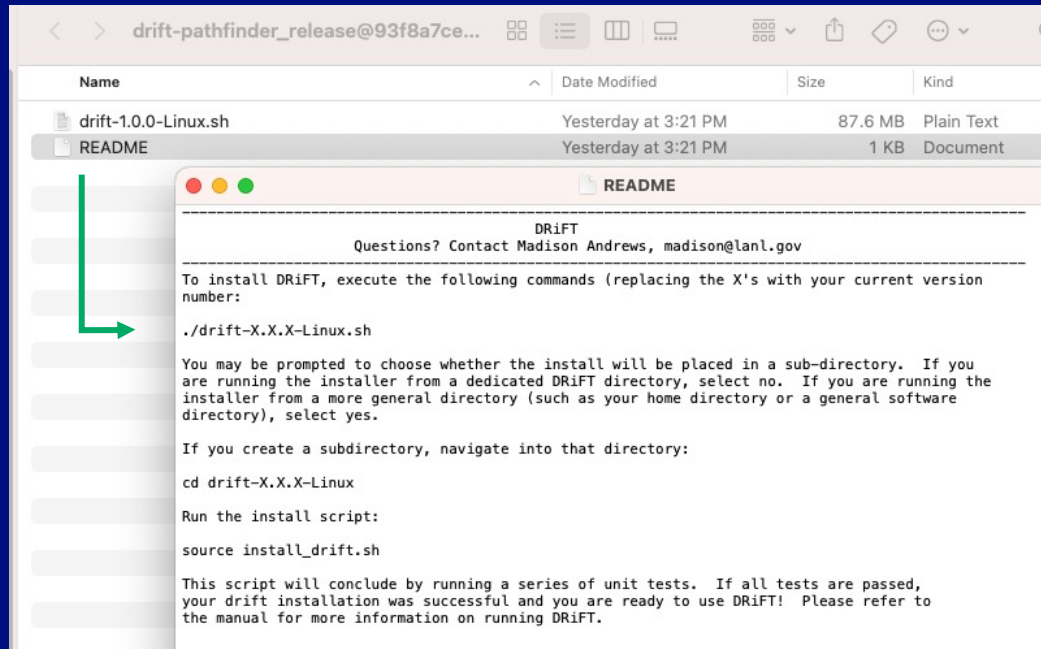 drift-pathfinder_release@93f8a7ce...
Name Date Modified Size Kind
drift-1.0.0-Linux.sh Yesterday at 3:21 PM 87.6 MB Plain Text
README Yesterday at 3:21 PM 1 KB Document
README
DRiFT
Questions? Contact Madison Andrews, madison@lanl.gov
To install DRiFT, execute the following commands (replacing the X's with your current version
number:
./drift-X.X.X-Linux.sh
You may be prompted to choose whether the install will be placed in a sub-directory. If you
are running the installer from a dedicated DRiFT directory, select no. If you are running the
installer from a more general directory (such as your home directory or a general software
directory), select yes.
If you create a subdirectory, navigate into that directory:
cd drift-X.X.X-Linux
Run the install script:
source install_drift.sh
This script will conclude by running a series of unit tests. If all tests are passed,
your drift installation was successful and you are ready to use DRiFT! Please refer to
the manual for more information on running DRiFT.